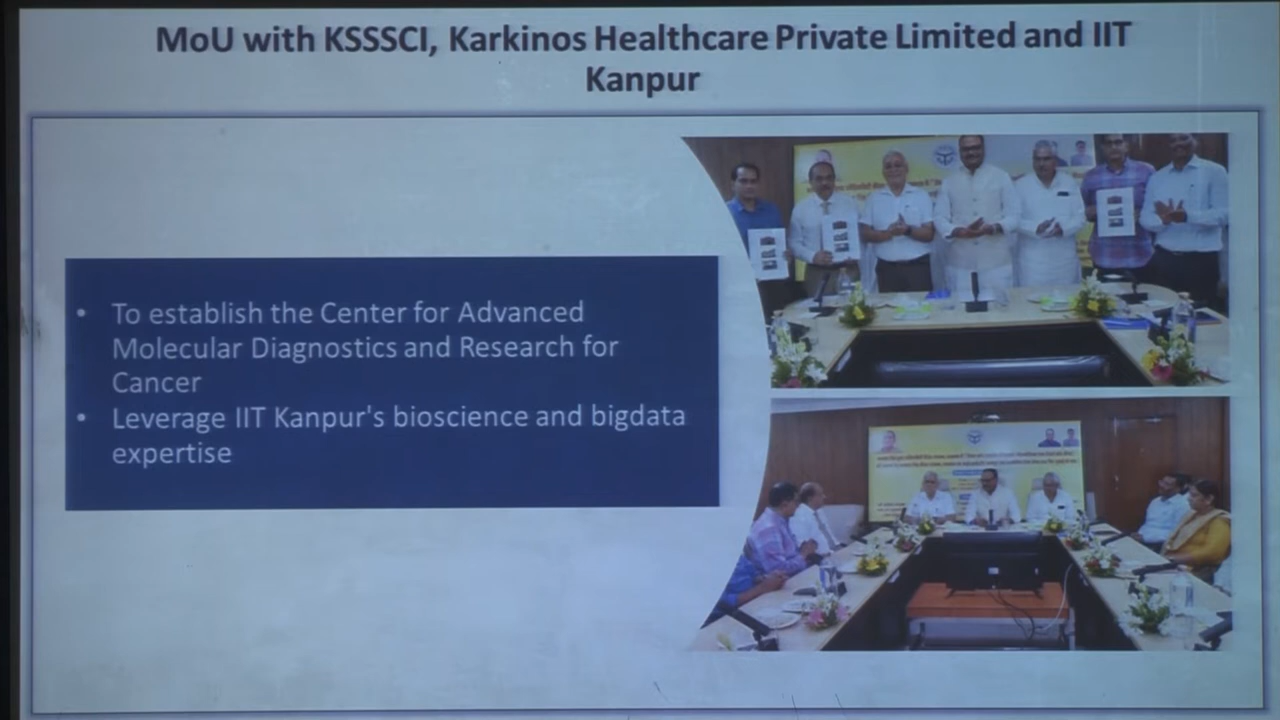 MoU with KSSSCI, Karkinos Healthcare Private Limited and IIT
Kanpur
• To establish the Center for Advanced
Molecular Diagnostics and Research for
Cancer
• Leverage IIT Kanpur's bioscience and bigdata
expertise